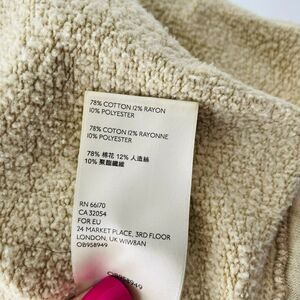 78% COTTON 12% RAYON
10% POLYESTER
78% COTON 12% RAYONNE
10% POLYESTER
78% 棉花 12% 人造絲
10% 聚酯纖維
RN 66170
CA 32054
FOR EU
24 MARKET PLACE, 3RD FLOOR
LONDON, UK W1W8AN
OB958949
OB958949